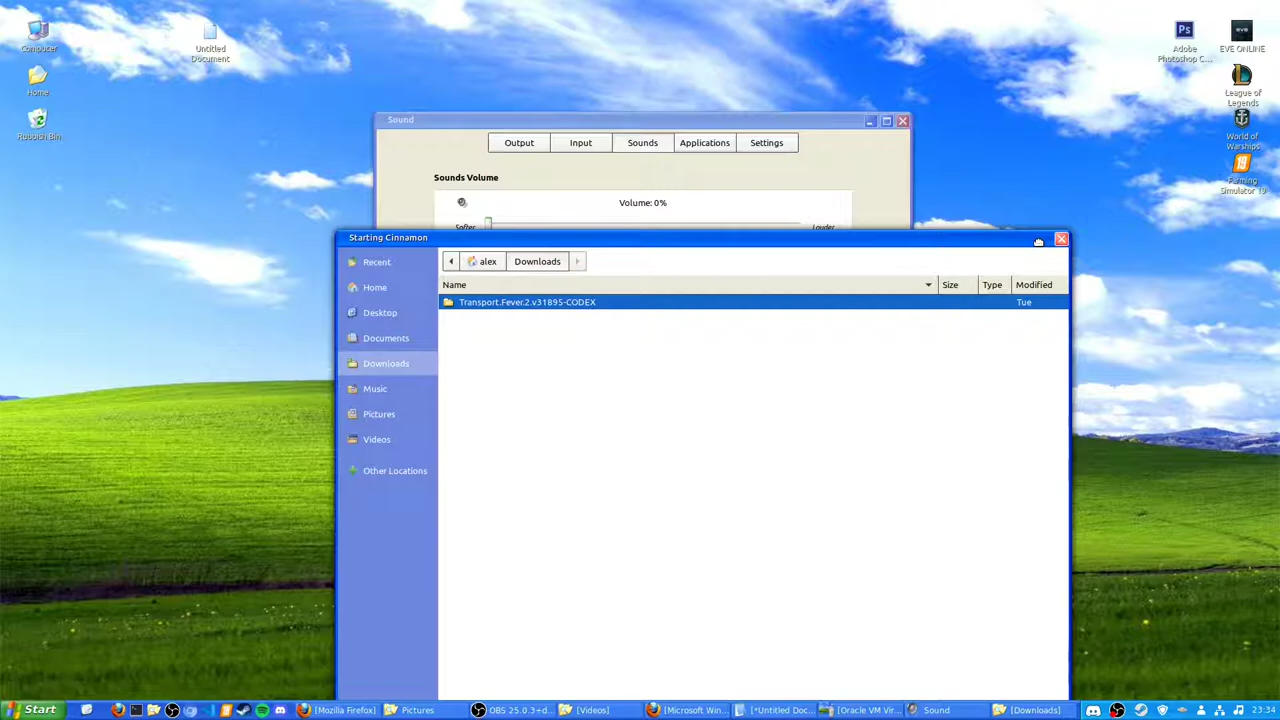 Computer
Home
Rubbish Bin
Untitled
Document
Ps
Adobe
Photoshop C...
EVE
EVE ONLINE
League of
Legends
World of
Warships
19
Farming
Simulator 19
Sound
Output
Input
Sounds
Applications
Settings
Sounds Volume
Volume: 0%
Softer
Louder
Starting Cinnamon
alex
Downloads
Recent
Home
Desktop
Documents
Downloads
Music
Pictures
Videos
Other Locations
Name
Size
Type
Modified
Transport.Fever.2.v31895-CODEX
Tue
Start
[Mozilla Firefox]
Pictures
OBS 25.0.3+d...
[Videos]
[Microsoft Win...
[*Untitled Doc...
[Oracle VM Vir...
Sound
[Downloads]
23:34